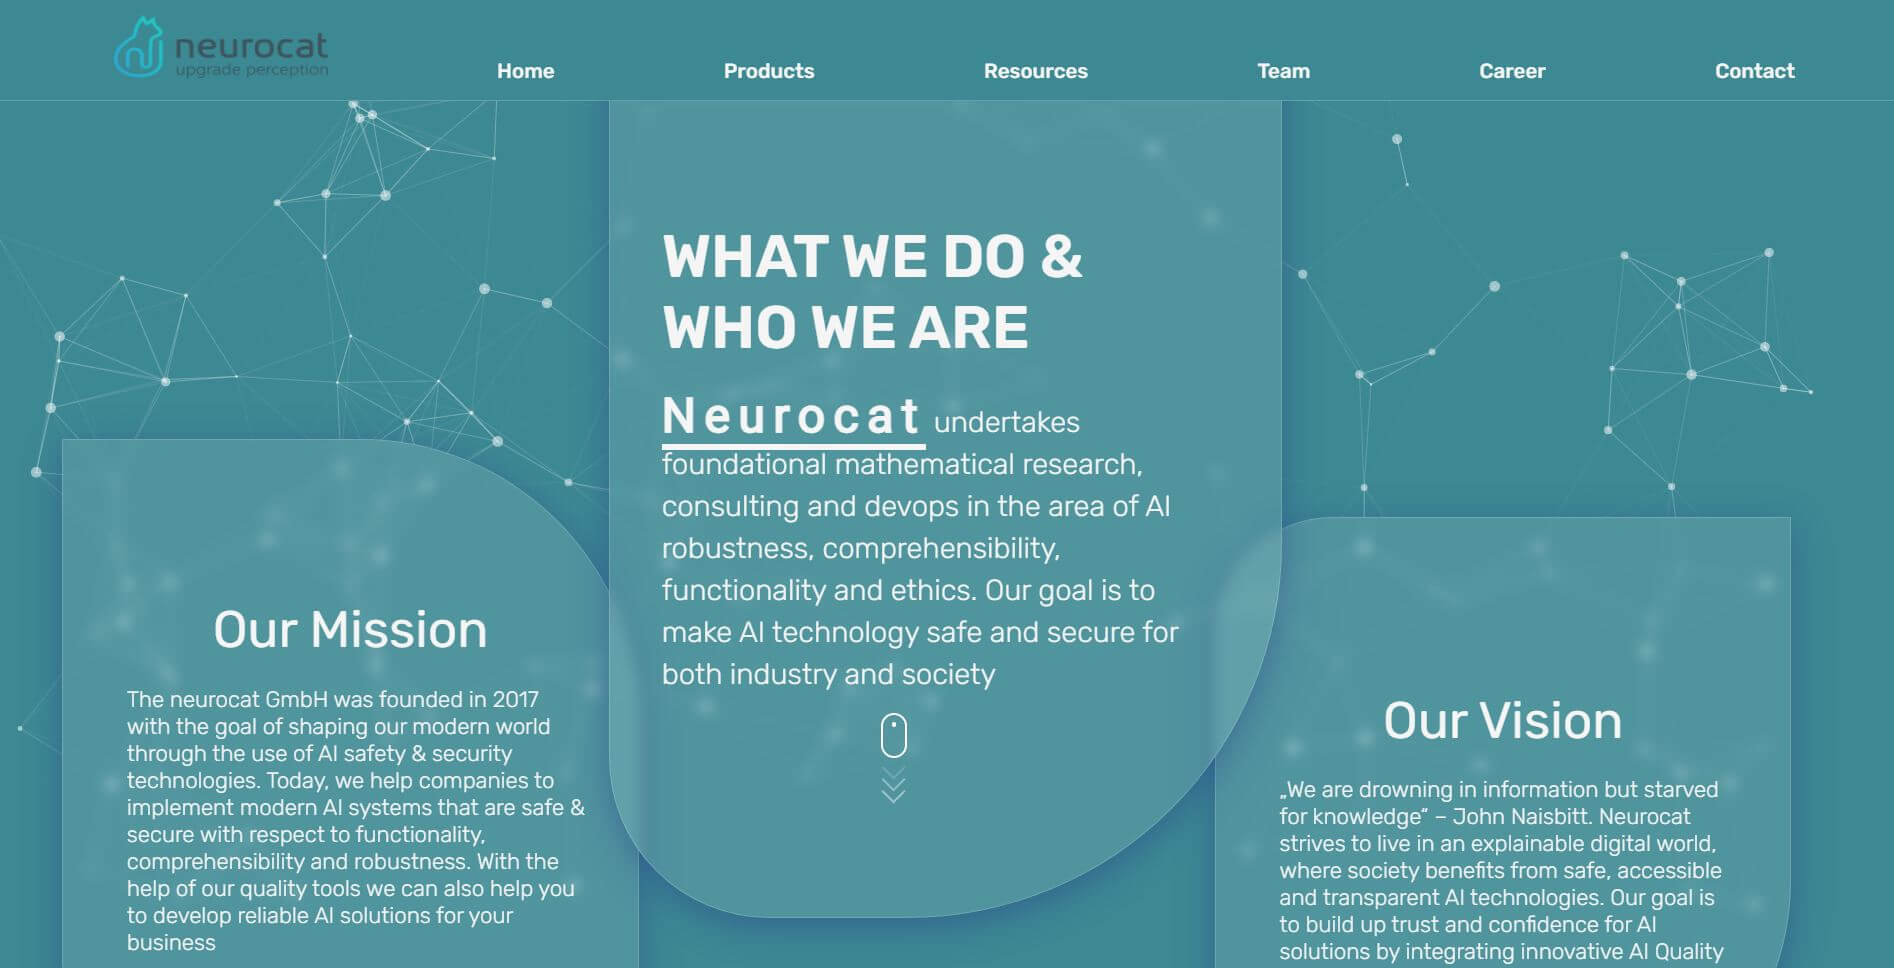 neurocat
upgrade perception
Home
Products
Resources
Team
Career
Contact
WHAT WE DO &
WHO WE ARE
Neurocat undertakes
foundational mathematical research,
consulting and devops in the area of AI
robustness, comprehensibility,
functionality and ethics. Our goal is to
make AI technology safe and secure for
both industry and society
Our Mission
The neurocat GmbH was founded in 2017
with the goal of shaping our modern world
through the use of AI safety & security
technologies. Today, we help companies to
implement modern AI systems that are safe &
secure with respect to functionality,
comprehensibility and robustness. With the
help of our quality tools we can also help you
to develop reliable AI solutions for your
business
Our Vision
„We are drowning in information but starved
for knowledge“ – John Naisbitt. Neurocat
strives to live in an explainable digital world,
where society benefits from safe, accessible
and transparent AI technologies. Our goal is
to build up trust and confidence for AI
solutions by integrating innovative AI Quality